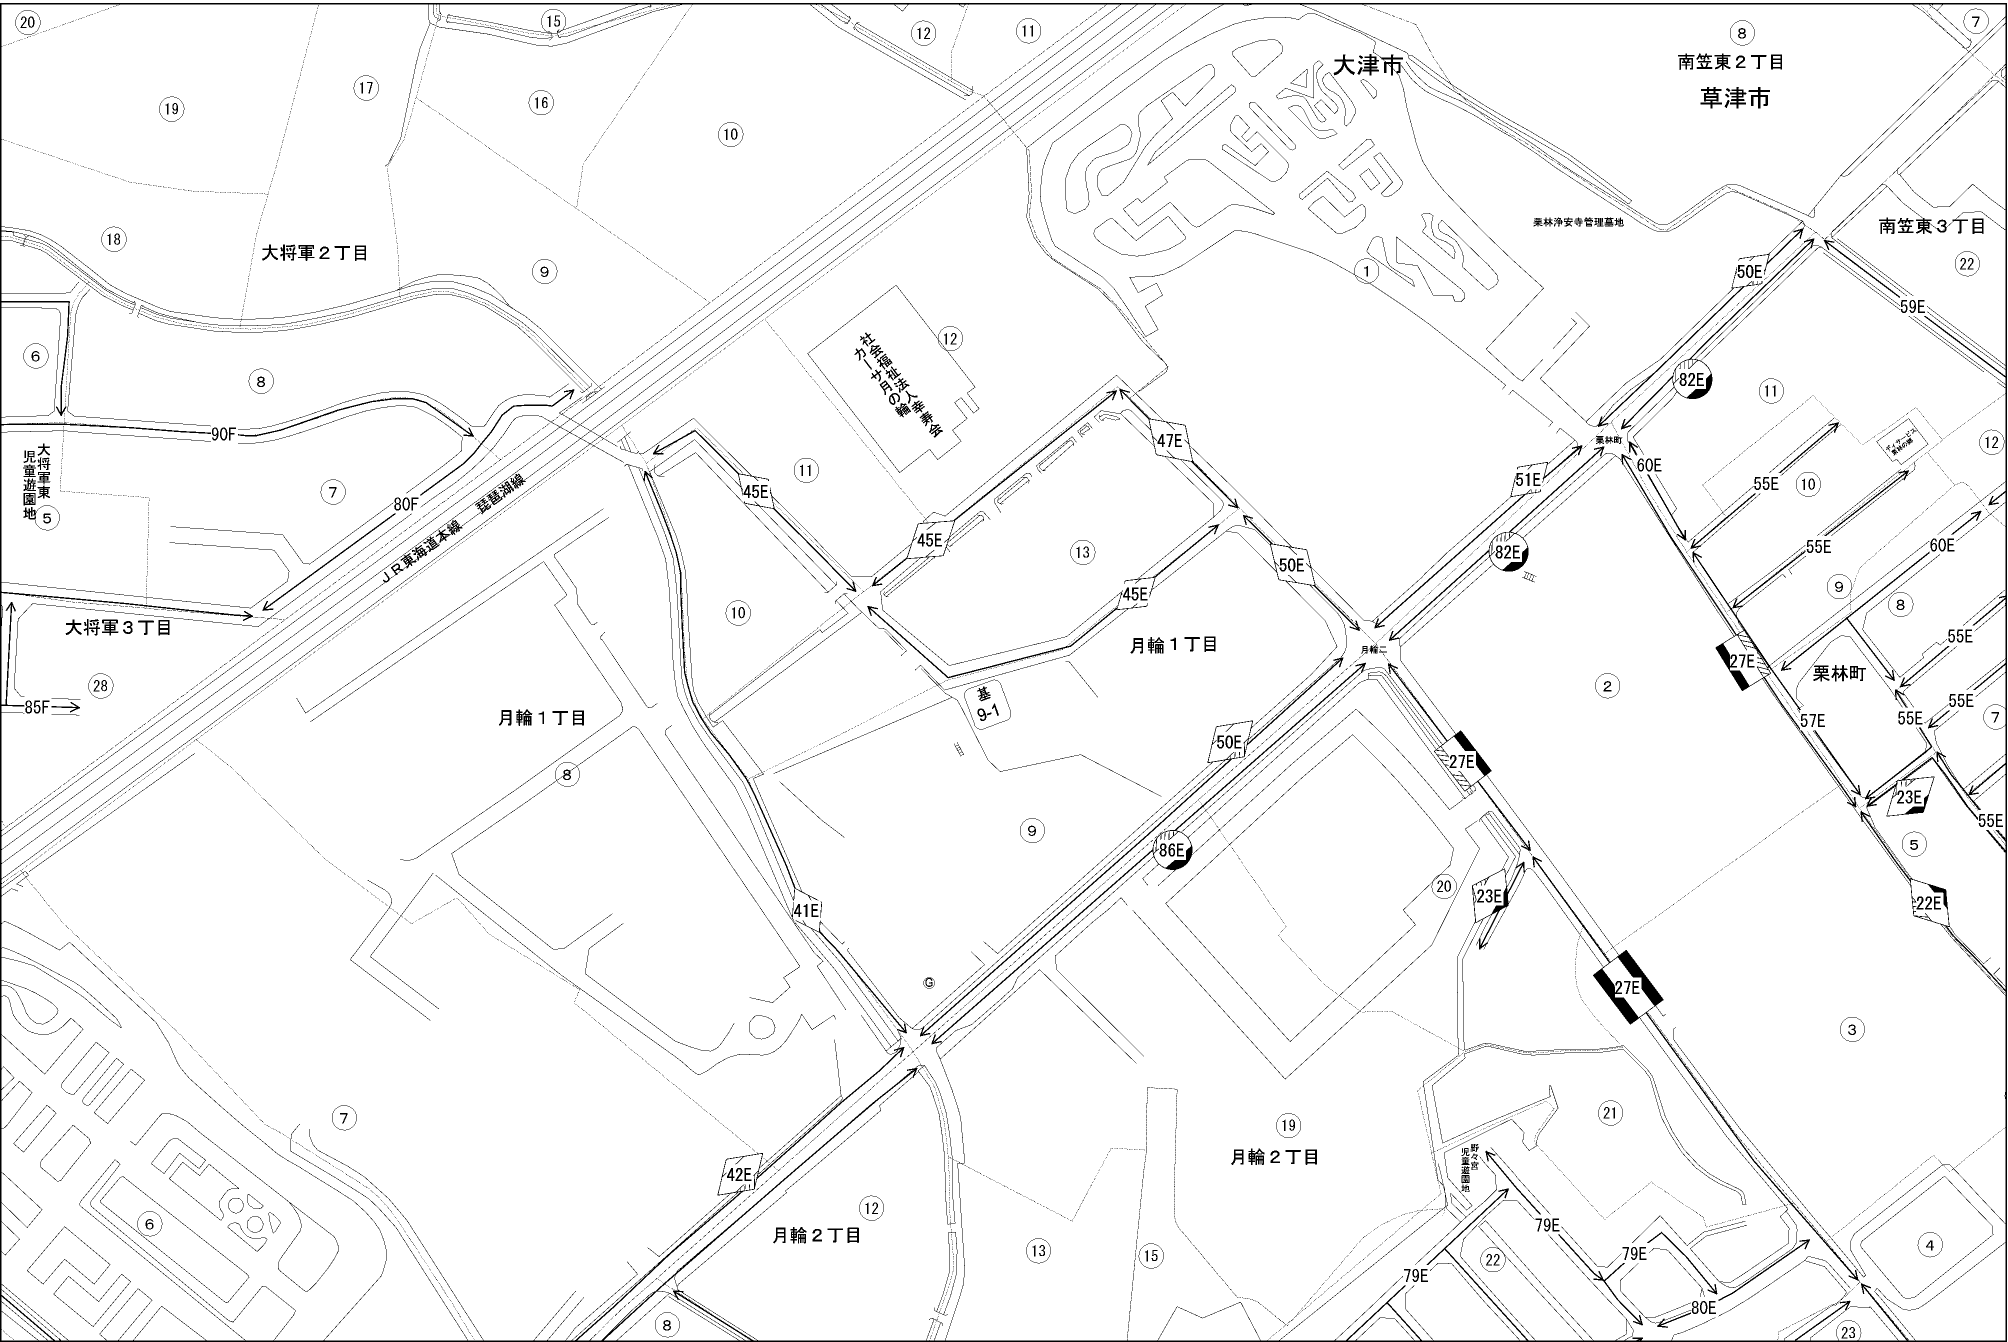 20
15
12
11
8
7
大津市
南笠東２丁目
草津市
17
16
19
10
18
大将軍２丁目
9
栗林浄安寺管理墓地
南笠東３丁目
22
1
50E
59E
6
8
12
社会福祉法人幸寿会
カーサ月の輪
82E
11
90F
47E
栗林町
12
大将軍東
児童遊園地
5
7
80F
ＪＲ東海道本線　琵琶湖線
45E
11
51E
60E
55E
10
デイサービス
45E
13
82E
55E
60E
50E
45E
9
8
10
大将軍３丁目
月輪１丁目
月輪二
55E
27E
栗林町
28
85F
2
基
9-1
月輪１丁目
55E
55E
57E
7
50E
27E
8
23E
9
86E
55E
5
20
23E
22E
41E
G
27E
3
7
19
21
月輪２丁目
野々宮
児童遊園地
42E
6
12
月輪２丁目
13
15
79E
79E
22
79E
4
80E
8
23